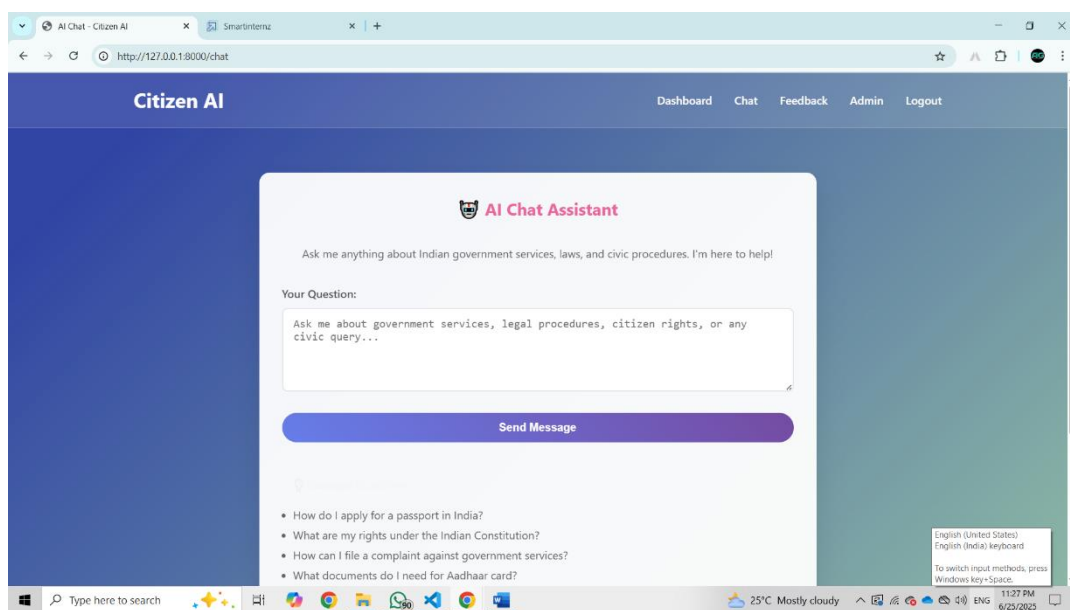 AI Chat - Citizen AI
Smartinternz
http://127.0.0.1:8000/chat
Citizen AI
Dashboard Chat Feedback Admin Logout
AI Chat Assistant
Ask me anything about Indian government services, laws, and civic procedures. I'm here to help!
Your Question:
Ask me about government services, legal procedures, citizen rights, or any
civic query...
Send Message
• How do I apply for a passport in India?
• What are my rights under the Indian Constitution?
• How can I file a complaint against government services?
• What documents do I need for Aadhaar card?
English (United States)
English (India) keyboard
To switch input methods, press
Windows key+Space.
Type here to search
90
25°C Mostly cloudy
ENG
11:27 PM
6/25/2025